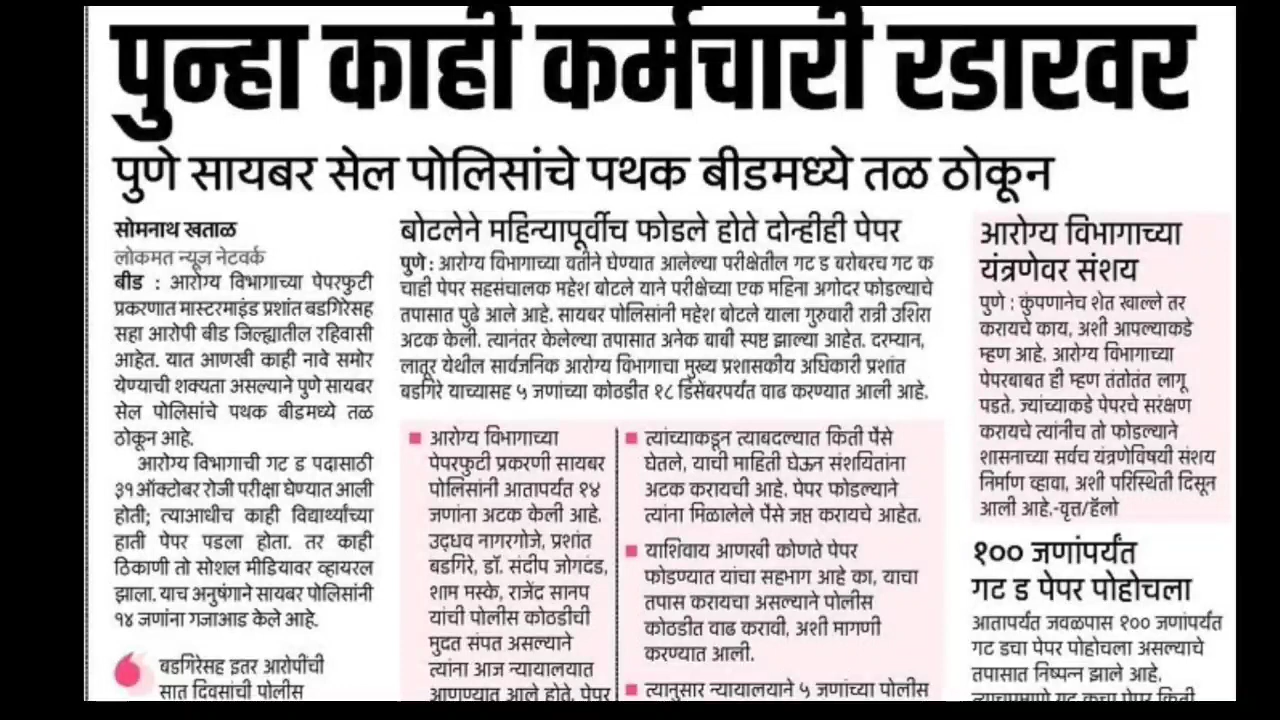 पुन्हा काही कर्मचारी रडारवर
पुणे सायबर सेल पोलिसांचे पथक बीडमध्ये तळ ठोकून
सोमनाथ खताळ
लोकमत न्यूज नेटवर्क
बीड : आरोग्य विभागाच्या पेपरफुटी
प्रकरणात मास्टरमाइंड प्रशांत बडगिरेसह
सहा आरोपी बीड जिल्ह्यातील रहिवासी
आहेत. यात आणखी काही नावे समोर
येण्याची शक्यता असल्याने पुणे सायबर
सेल पोलिसांचे पथक बीडमध्ये तळ
ठोकून आहे.
आरोग्य विभागाची गट ड पदासाठी
३१ ऑक्टोबर रोजी परीक्षा घेण्यात आली
होती; त्याआधीच काही विद्यार्थ्यांच्या
हाती पेपर पडला होता. तर काही
ठिकाणी तो सोशल मीडियावर व्हायरल
झाला. याच अनुषंगाने सायबर पोलिसांनी
१४ जणांना गजाआड केले आहे.
बडगिरेसह इतर आरोपींची
सात दिवसांची पोलीस
बोटलेने महिन्यापूर्वीच फोडले होते दोन्हीही पेपर
पुणे : आरोग्य विभागाच्या वतीने घेण्यात आलेल्या परीक्षेतील गट ड बरोबरच गट क
चाही पेपर सहसंचालक महेश बोटले याने परीक्षेच्या एक महिना अगोदर फोडल्याचे
तपासात पुढे आले आहे. सायबर पोलिसांनी महेश बोटले याला गुरुवारी रात्री उशिरा
अटक केली. त्यानंतर केलेल्या तपासात अनेक बाबी स्पष्ट झाल्या आहेत. दरम्यान,
लातूर येथील सार्वजनिक आरोग्य विभागाचा मुख्य प्रशासकीय अधिकारी प्रशांत
बडगिरे याच्यासह ५ जणांच्या कोठडीत १८ डिसेंबरपर्यंत वाढ करण्यात आली आहे.
आरोग्य विभागाच्या
पेपरफुटी प्रकरणी सायबर
पोलिसांनी आतापर्यंत १४
जणांना अटक केली आहे.
उद्धव नागरगोजे, प्रशांत
बडगिरे, डॉ. संदीप जोगदंड,
शाम मस्के, राजेंद्र सानप
यांची पोलीस कोठडीची
मुदत संपत असल्याने
त्यांना आज न्यायालयात
आणण्यात आले होते. पेपर
त्यांच्याकडून त्याबदल्यात किती पैसे
घेतले, याची माहिती घेऊन संशयितांना
अटक करायची आहे. पेपर फोडल्याने
त्यांना मिळालेले पैसे जप्त करायचे आहेत.
याशिवाय आणखी कोणते पेपर
फोडण्यात यांचा सहभाग आहे का, याचा
तपास करायचा असल्याने पोलीस
कोठडीत वाढ करावी, अशी मागणी
करण्यात आली.
त्यानुसार न्यायालयाने ५ जणांच्या पोलीस
आरोग्य विभागाच्या
यंत्रणेवर संशय
पुणे : कुंपणानेच शेत खाल्ले तर
करायचे काय, अशी आपल्याकडे
म्हण आहे. आरोग्य विभागाच्या
पेपरबाबत ही म्हण तंतोतंत लागू
पडते. ज्यांच्याकडे पेपरचे संरक्षण
करायचे त्यांनीच तो फोडल्याने
शासनाच्या सर्वच यंत्रणेविषयी संशय
निर्माण व्हावा, अशी परिस्थिती दिसून
आली आहे.-वृत्त/हॅलो
१०० जणांपर्यंत
गट ड पेपर पोहोचला
आतापर्यंत जवळपास १०० जणांपर्यंत
गट डचा पेपर पोहोचला असल्याचे
तपासात निष्पन्न झाले आहे.
त्याचप्रमाणे गट कचा पेपर किती